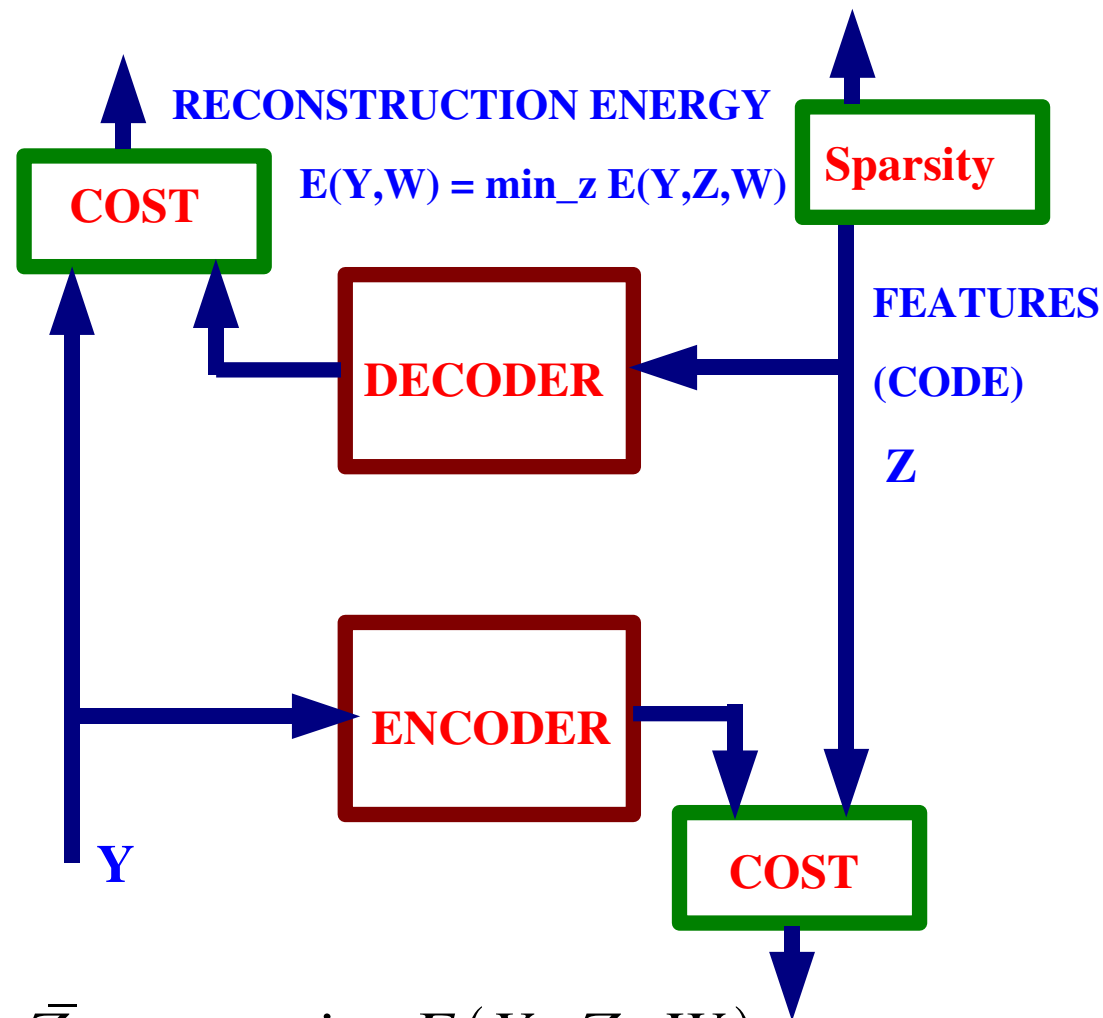 RECONSTRUCTION ENERGY
COST
E(Y,W) = min_z E(Y,Z,W)
Sparsity
FEATURES
(CODE)
Z
DECODER
ENCODER
Y
COST